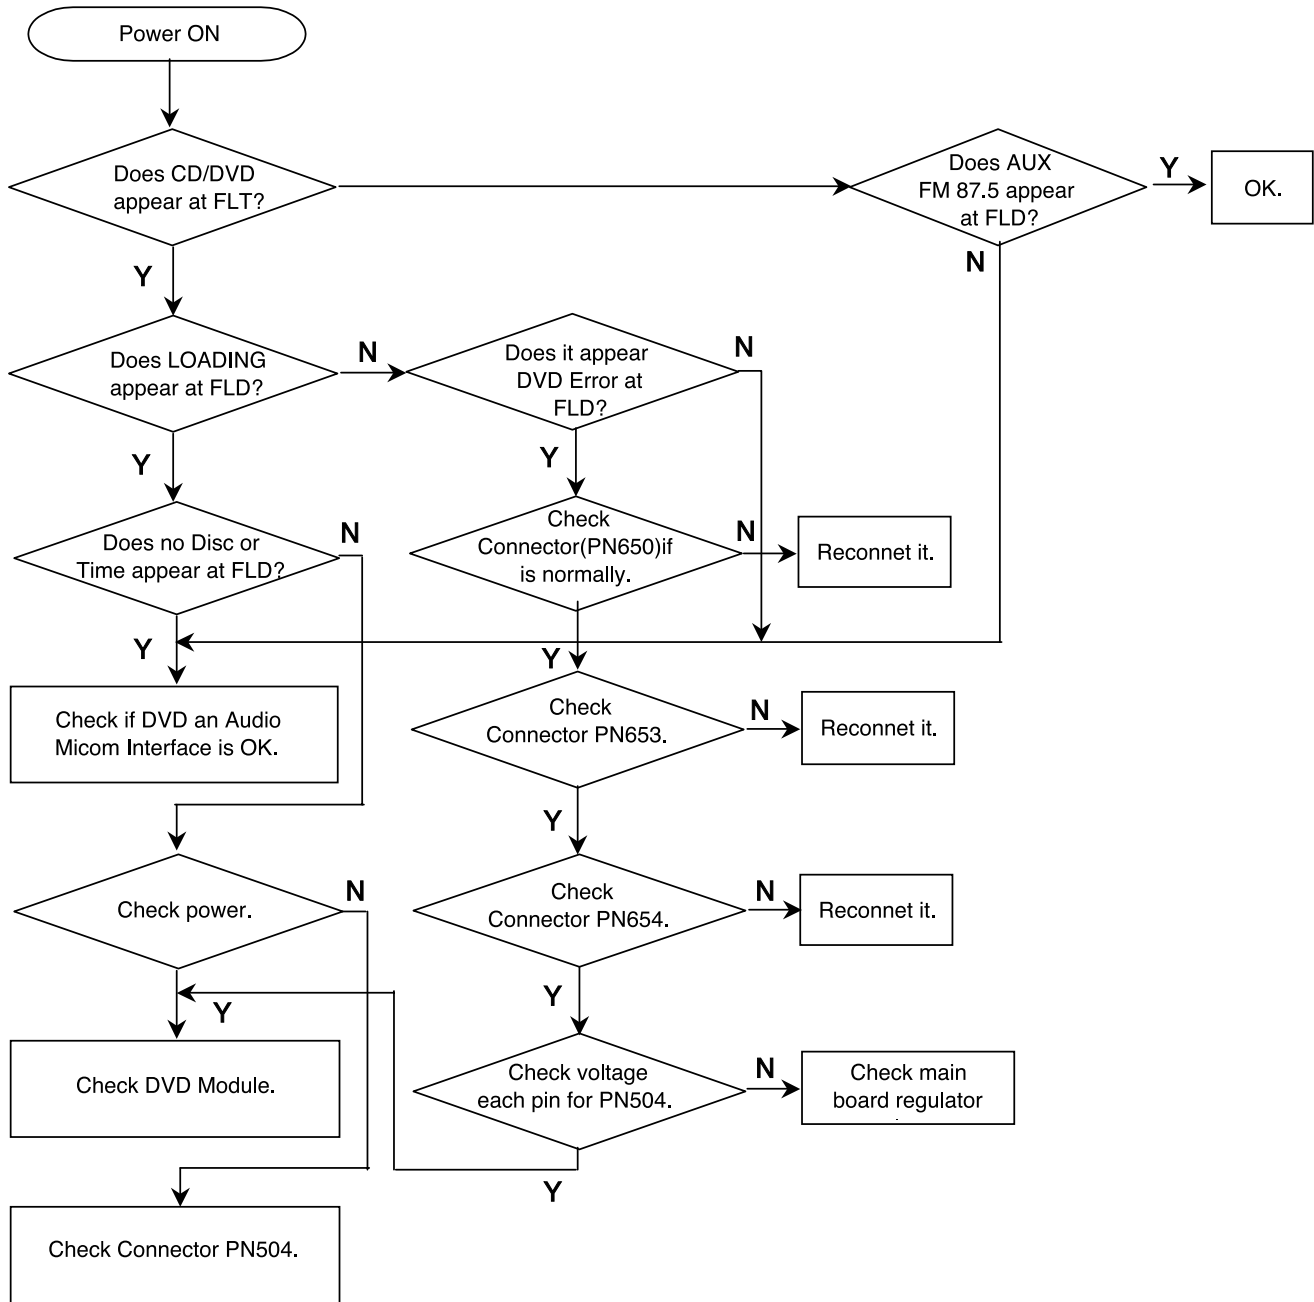 Power ON
Does CD/DVD
appear at FLT?
Does AUX
FM 87.5 appear
at FLD?
Y
OK.
N
Y
Does LOADING
appear at FLD?
N
Does it appear
DVD Error at
FLD?
N
Y
Y
Does no Disc or
Time appear at FLD?
N
Check
Connector(PN650)if
is normally.
N
Reconnet it.
Y
Y
Check if DVD an Audio
Micom Interface is OK.
Check
Connector PN653.
N
Reconnet it.
Y
Check power.
N
Check
Connector PN654.
N
Reconnet it.
Y
Y
Check DVD Module.
Check voltage
each pin for PN504.
N
Check main
board regulator
.
Y
Check Connector PN504.